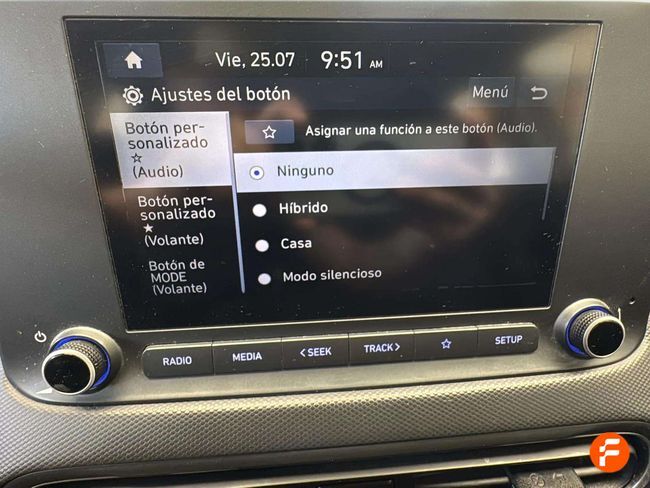 Vie, 25.07 9:51 AM
Ajustes del botón Menú
Botón per-
sonalizado
☆
(Audio)
☆ Asignar una función a este botón (Audio).
Ninguno
Híbrido
Casa
Modo silencioso
Botón per-
sonalizado
★
(Volante)
Botón de
MODE
(Volante)
RADIO MEDIA < SEEK TRACK > ☆ SETUP